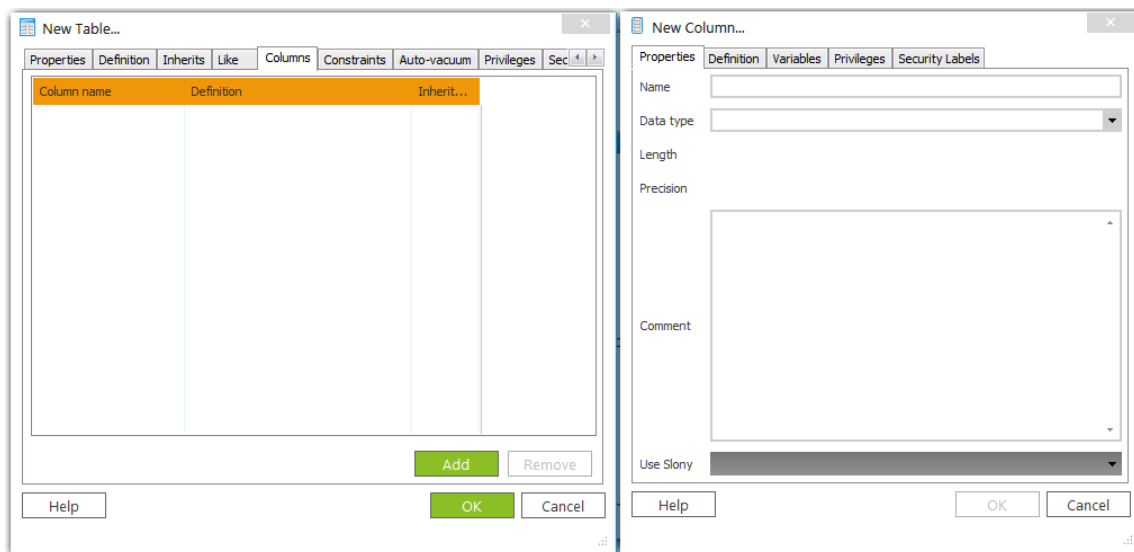 New Table...
Properties Definition Inherits Like Columns Constraints Auto-vacuum Privileges Sec
Column name Definition Inherit...
Add Remove
Help OK Cancel
New Column...
Properties Definition Variables Privileges Security Labels
Name
Data type
Length
Precision
Comment
Use Slony
Help OK Cancel